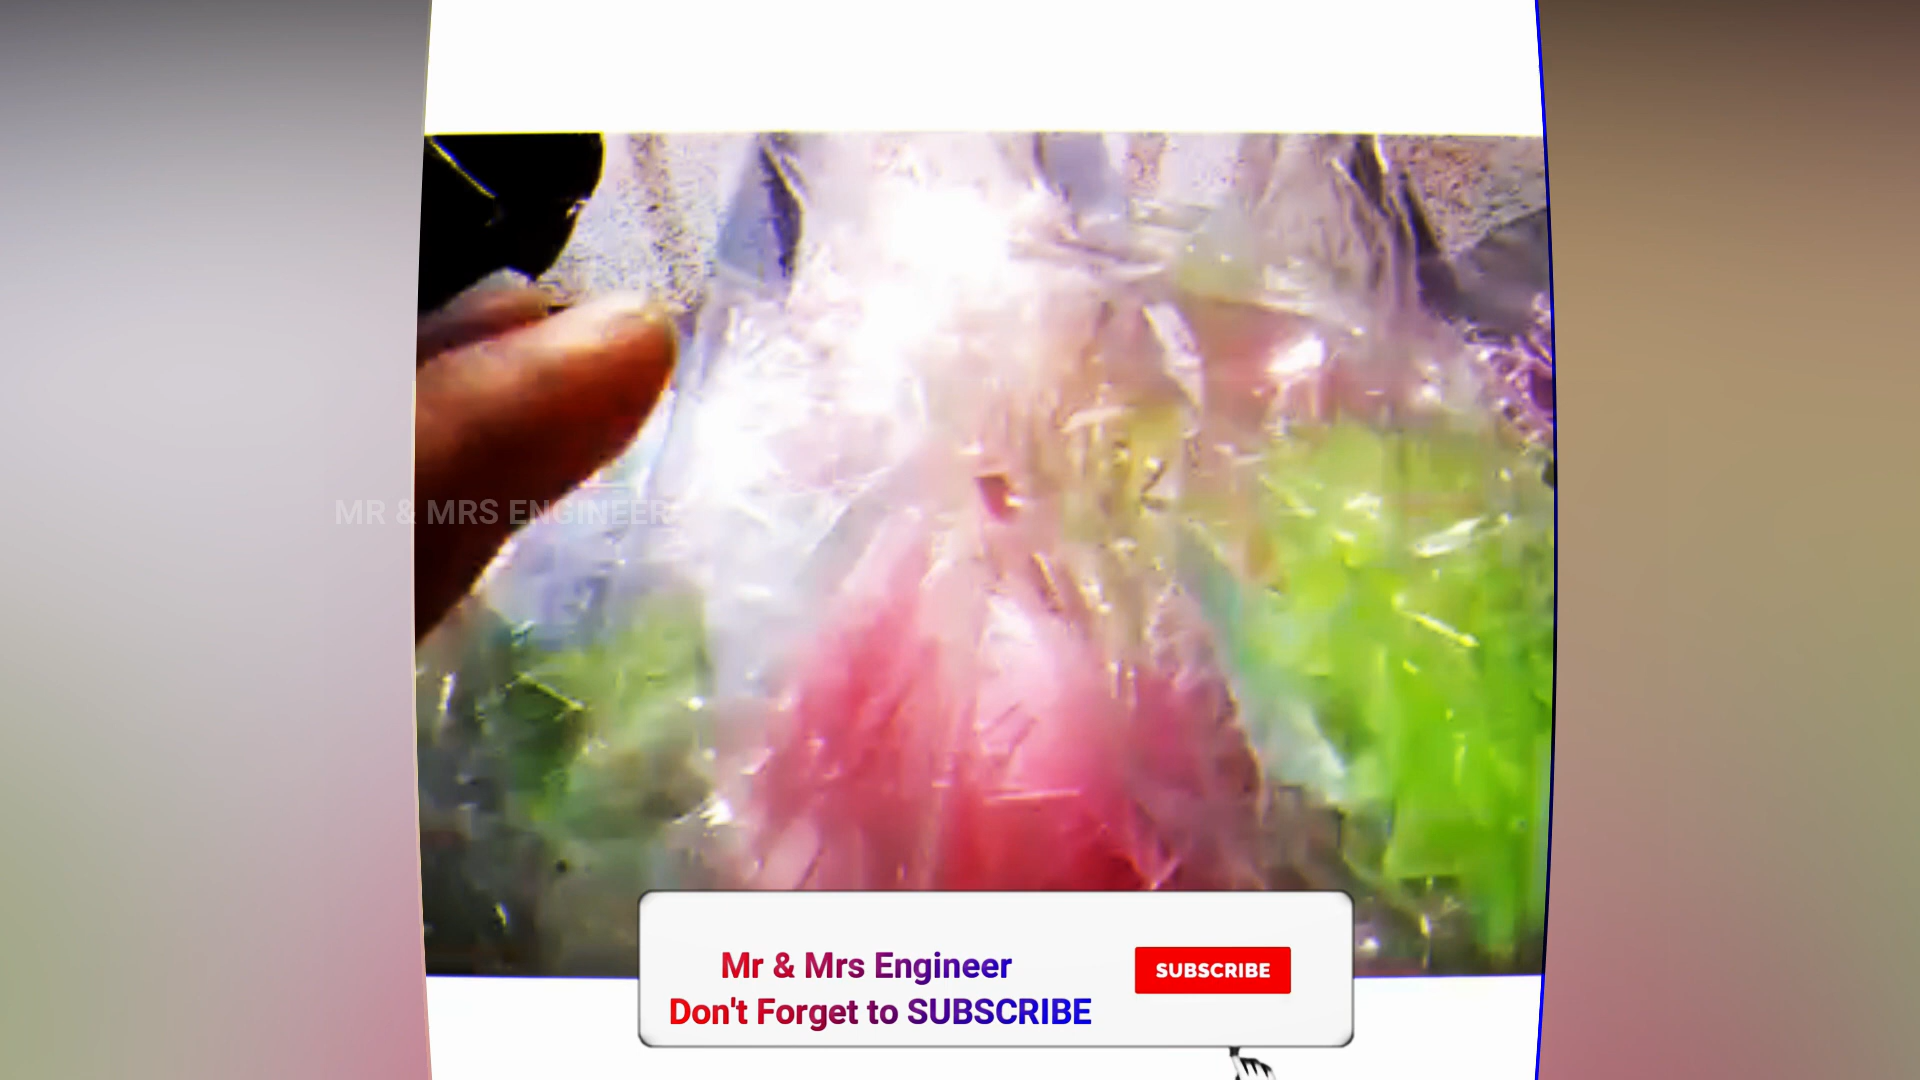 MR & MRS ENGINEER
Mr & Mrs Engineer
Don't Forget to SUBSCRIBE
SUBSCRIBE